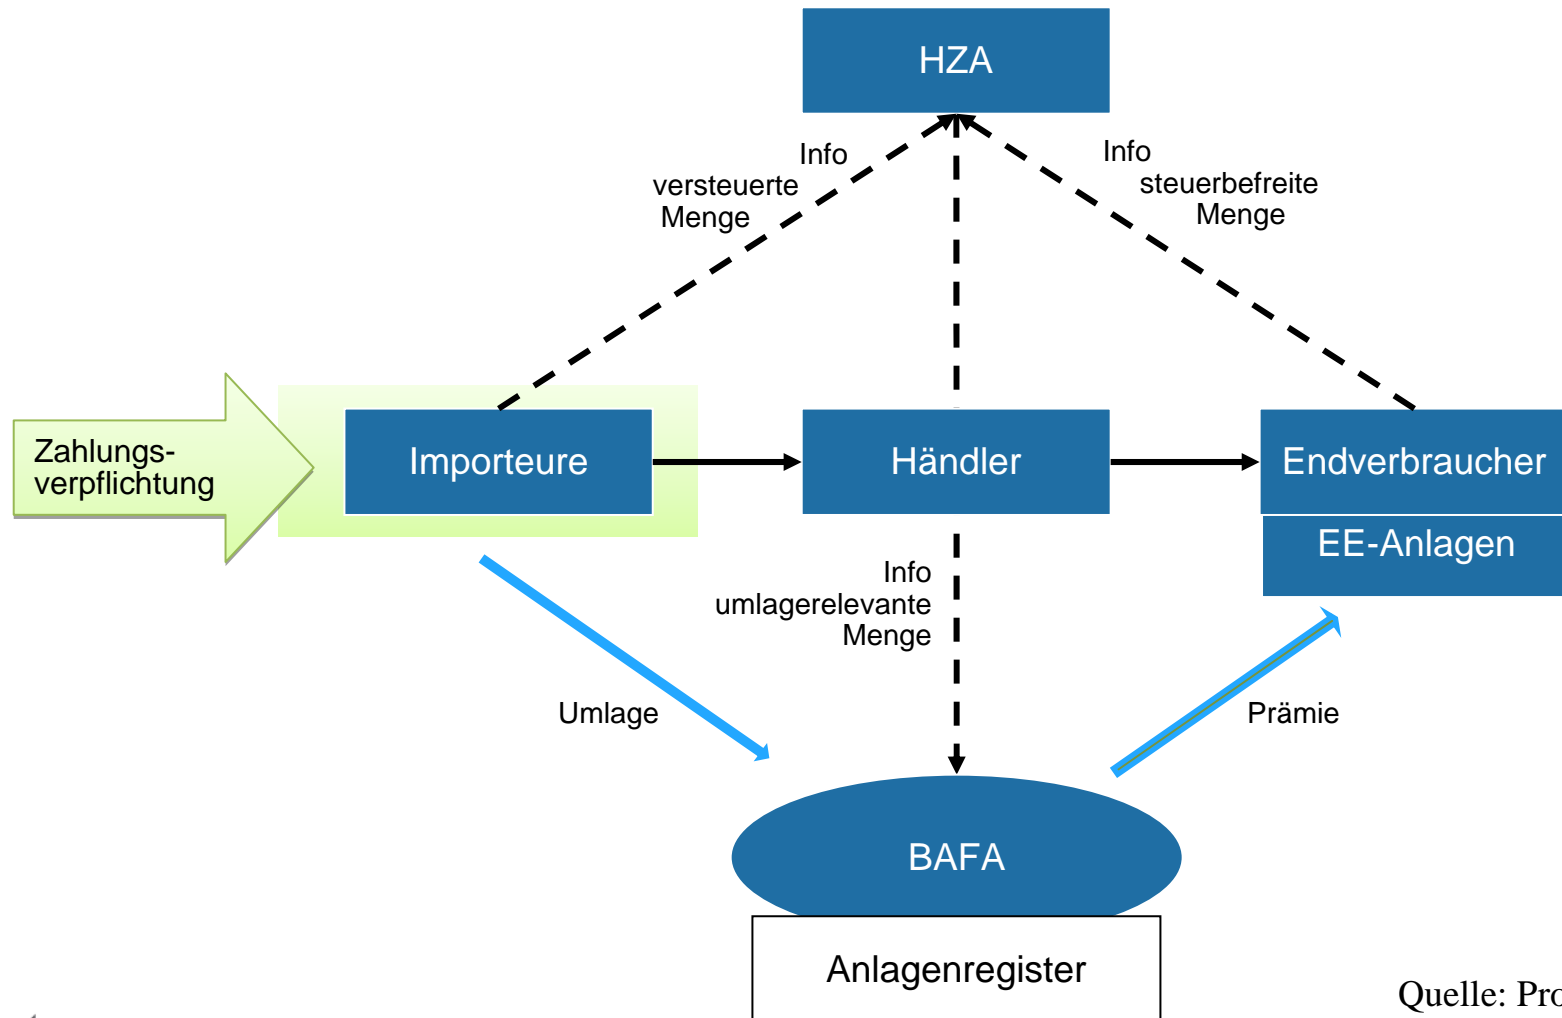 HZA
Info
versteuerte
Menge
Info
steuerbefreite
Menge
Zahlungs-
verpflichtung
Importeure
Händler
Endverbraucher
EE-Anlagen
Info
umlagerelevante
Menge
Umlage
Prämie
BAFA
Anlagenregister
Quelle: Pro